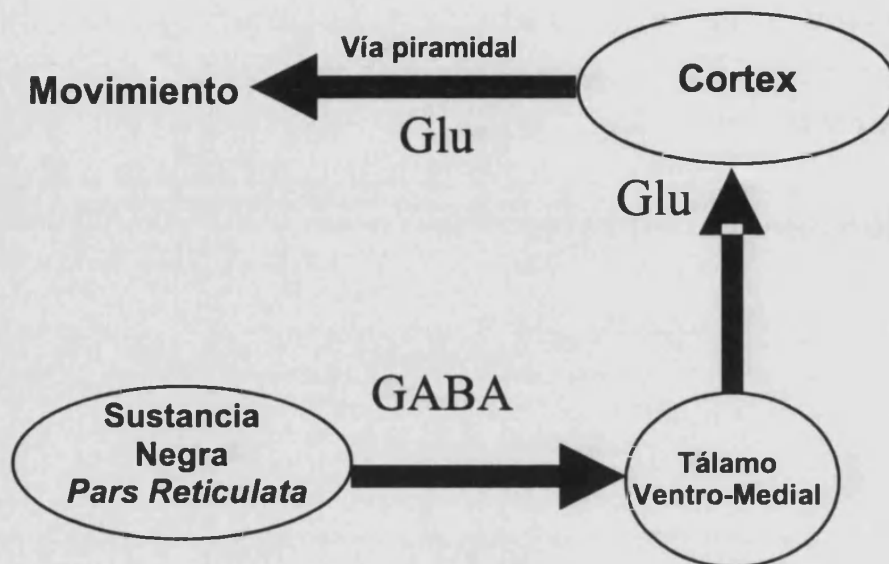 Vía piramidal
Movimiento
Cortex
Glu
Glu
GABA
Sustancia
Negra
Pars Reticulata
Tálamo
Ventro-Medial